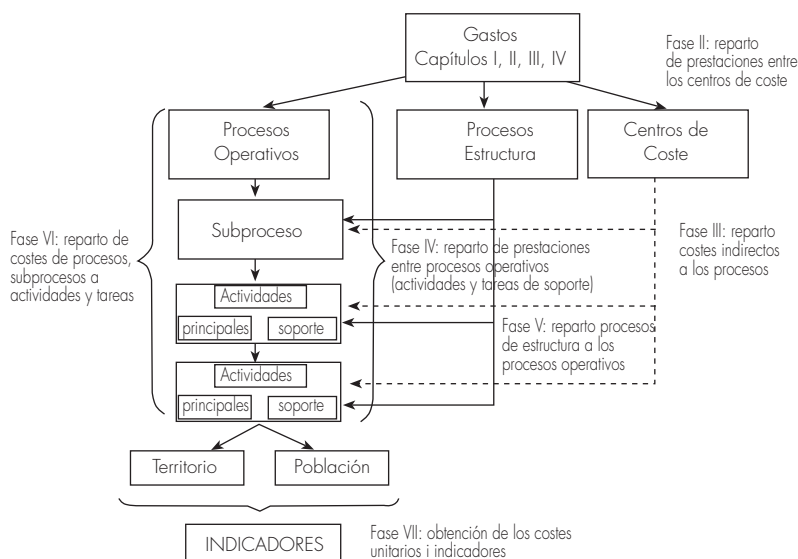 Gastos
Capítulos I, II, III, IV
Fase II: reparto
de prestaciones entre
los centros de coste
Procesos
Operativos
Procesos
Estructura
Centros de
Coste
Subproceso
Fase VI: reparto de
costes de procesos,
subprocesos a
actividades y tareas
Fase IV: reparto de prestaciones
entre procesos operativos
(actividades y tareas de soporte)
Fase III: reparto
costes indirectos
a los procesos
Actividades
principales
soporte
Fase V: reparto procesos
de estructura a los
procesos operativos
Actividades
principales
soporte
Territorio
Población
INDICADORES
Fase VII: obtención de los costes
unitarios i indicadores